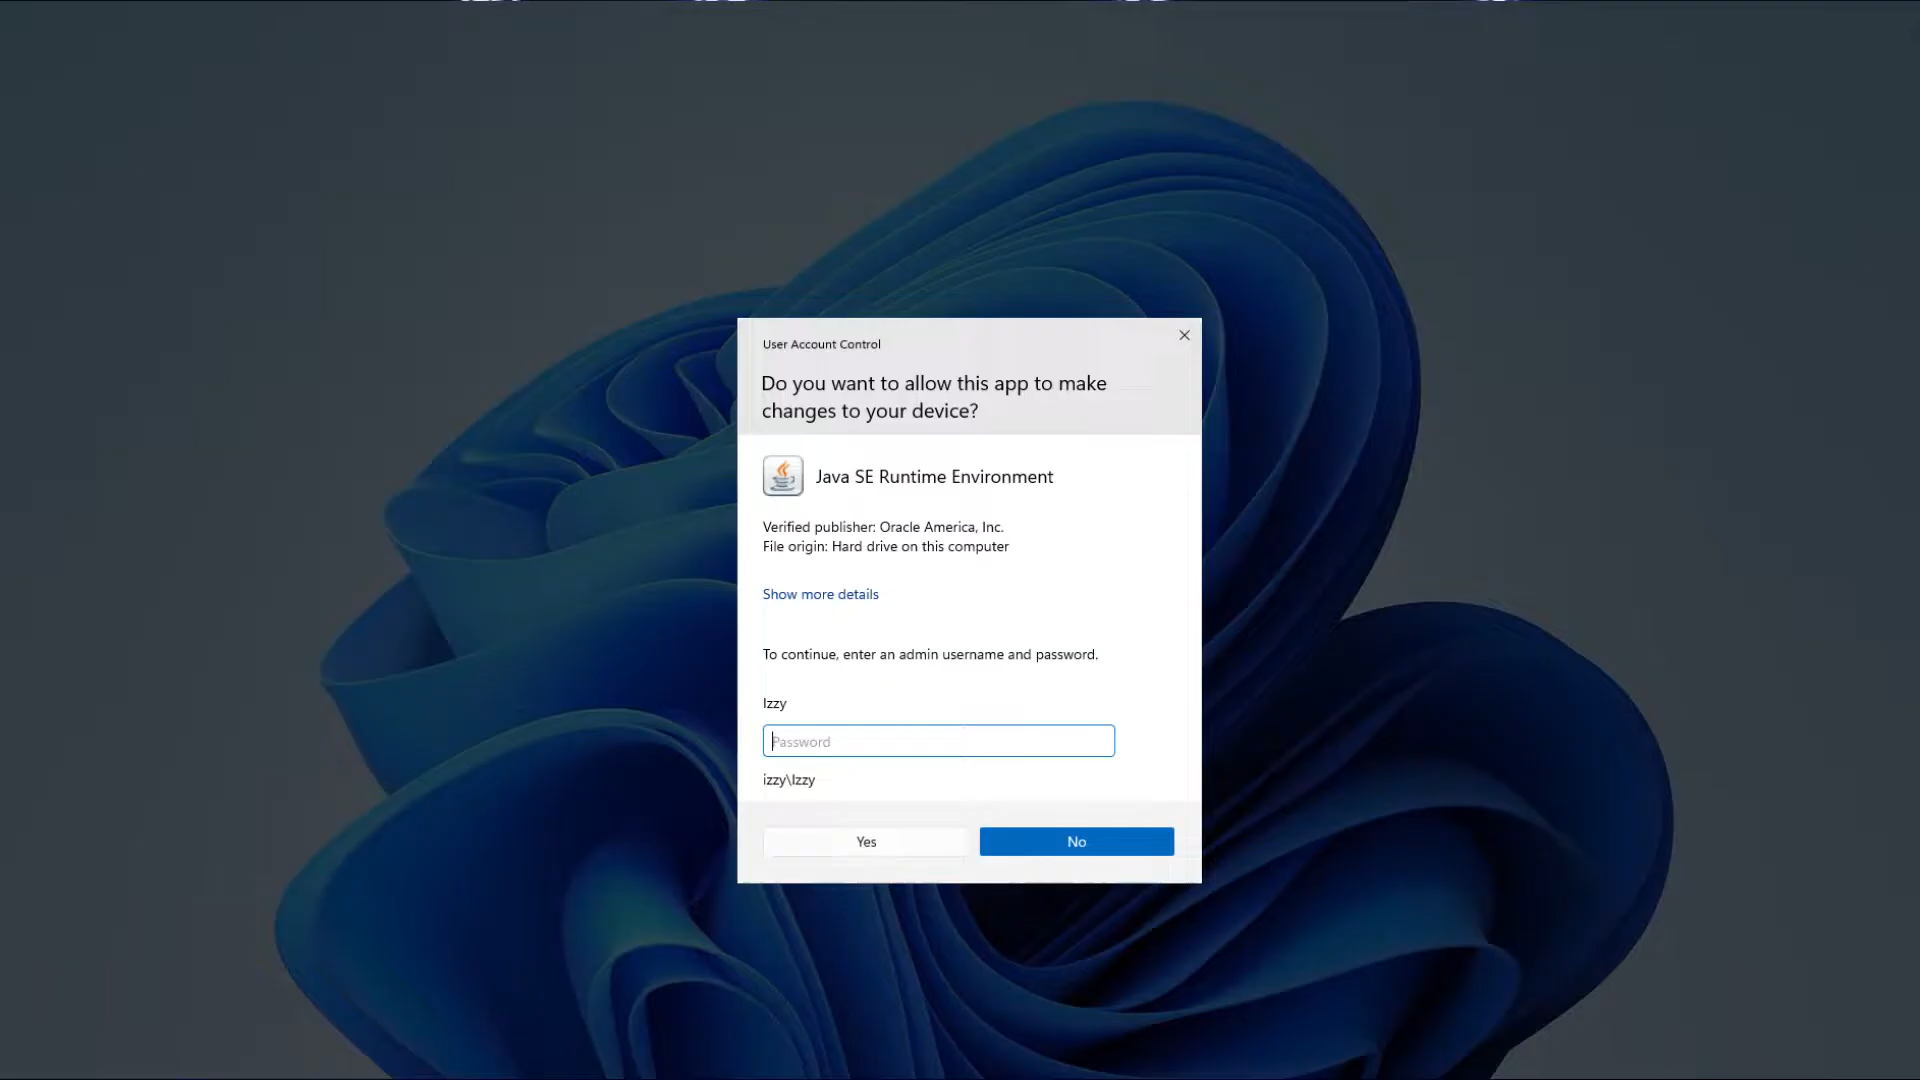 User Account Control
Do you want to allow this app to make
changes to your device?
Java SE Runtime Environment
Verified publisher: Oracle America, Inc.
File origin: Hard drive on this computer
Show more details
To continue, enter an admin username and password.
Izzy
Password
izzy\Izzy
Yes
No